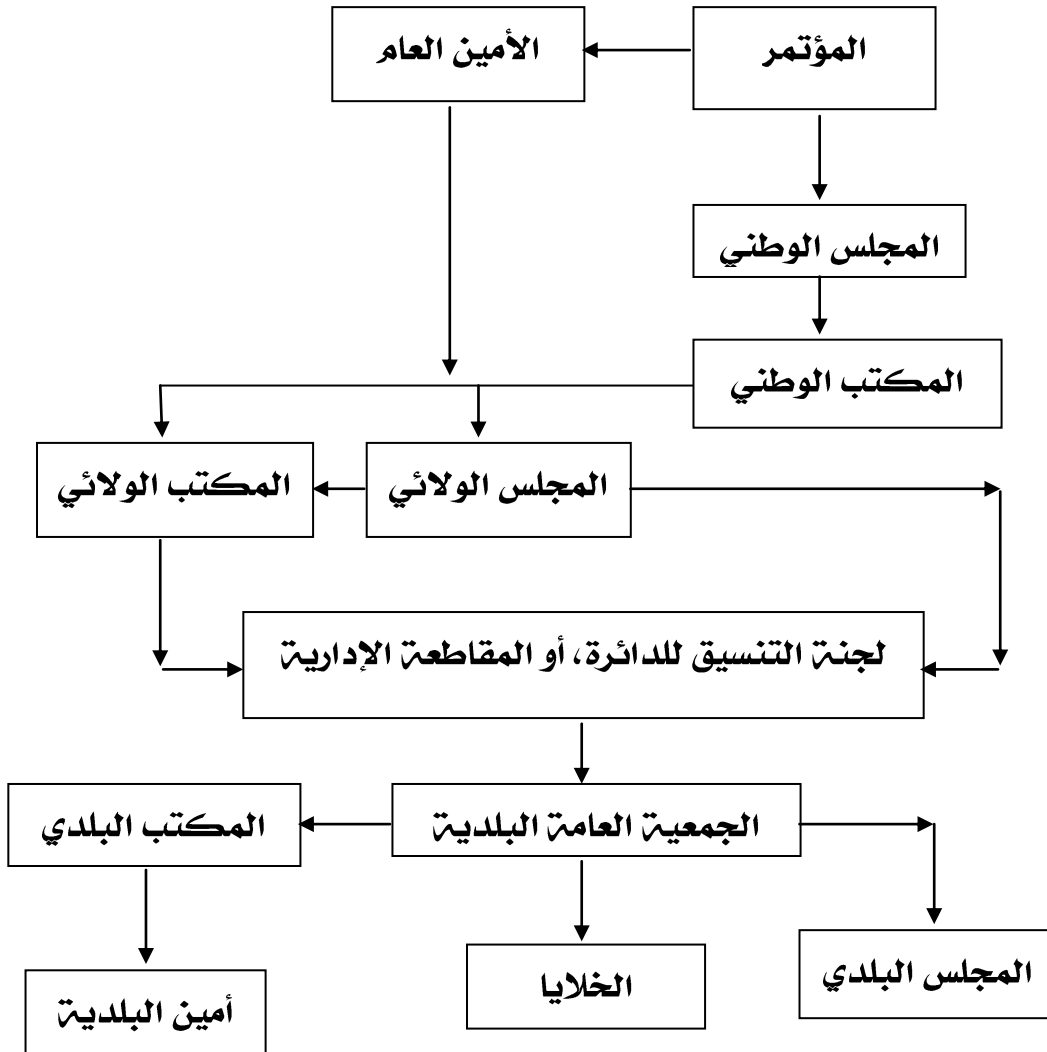 المؤتمر
الأمين العام
المجلس الوطني
المكتب الوطني
المجلس الولائي
المكتب الولائي
لجنة التنسيق للدائرة، أو المقاطعة الإدارية
الجمعية العامة البلدية
المكتب البلدي
المجلس البلدي
الخلايا
أمين البلدية